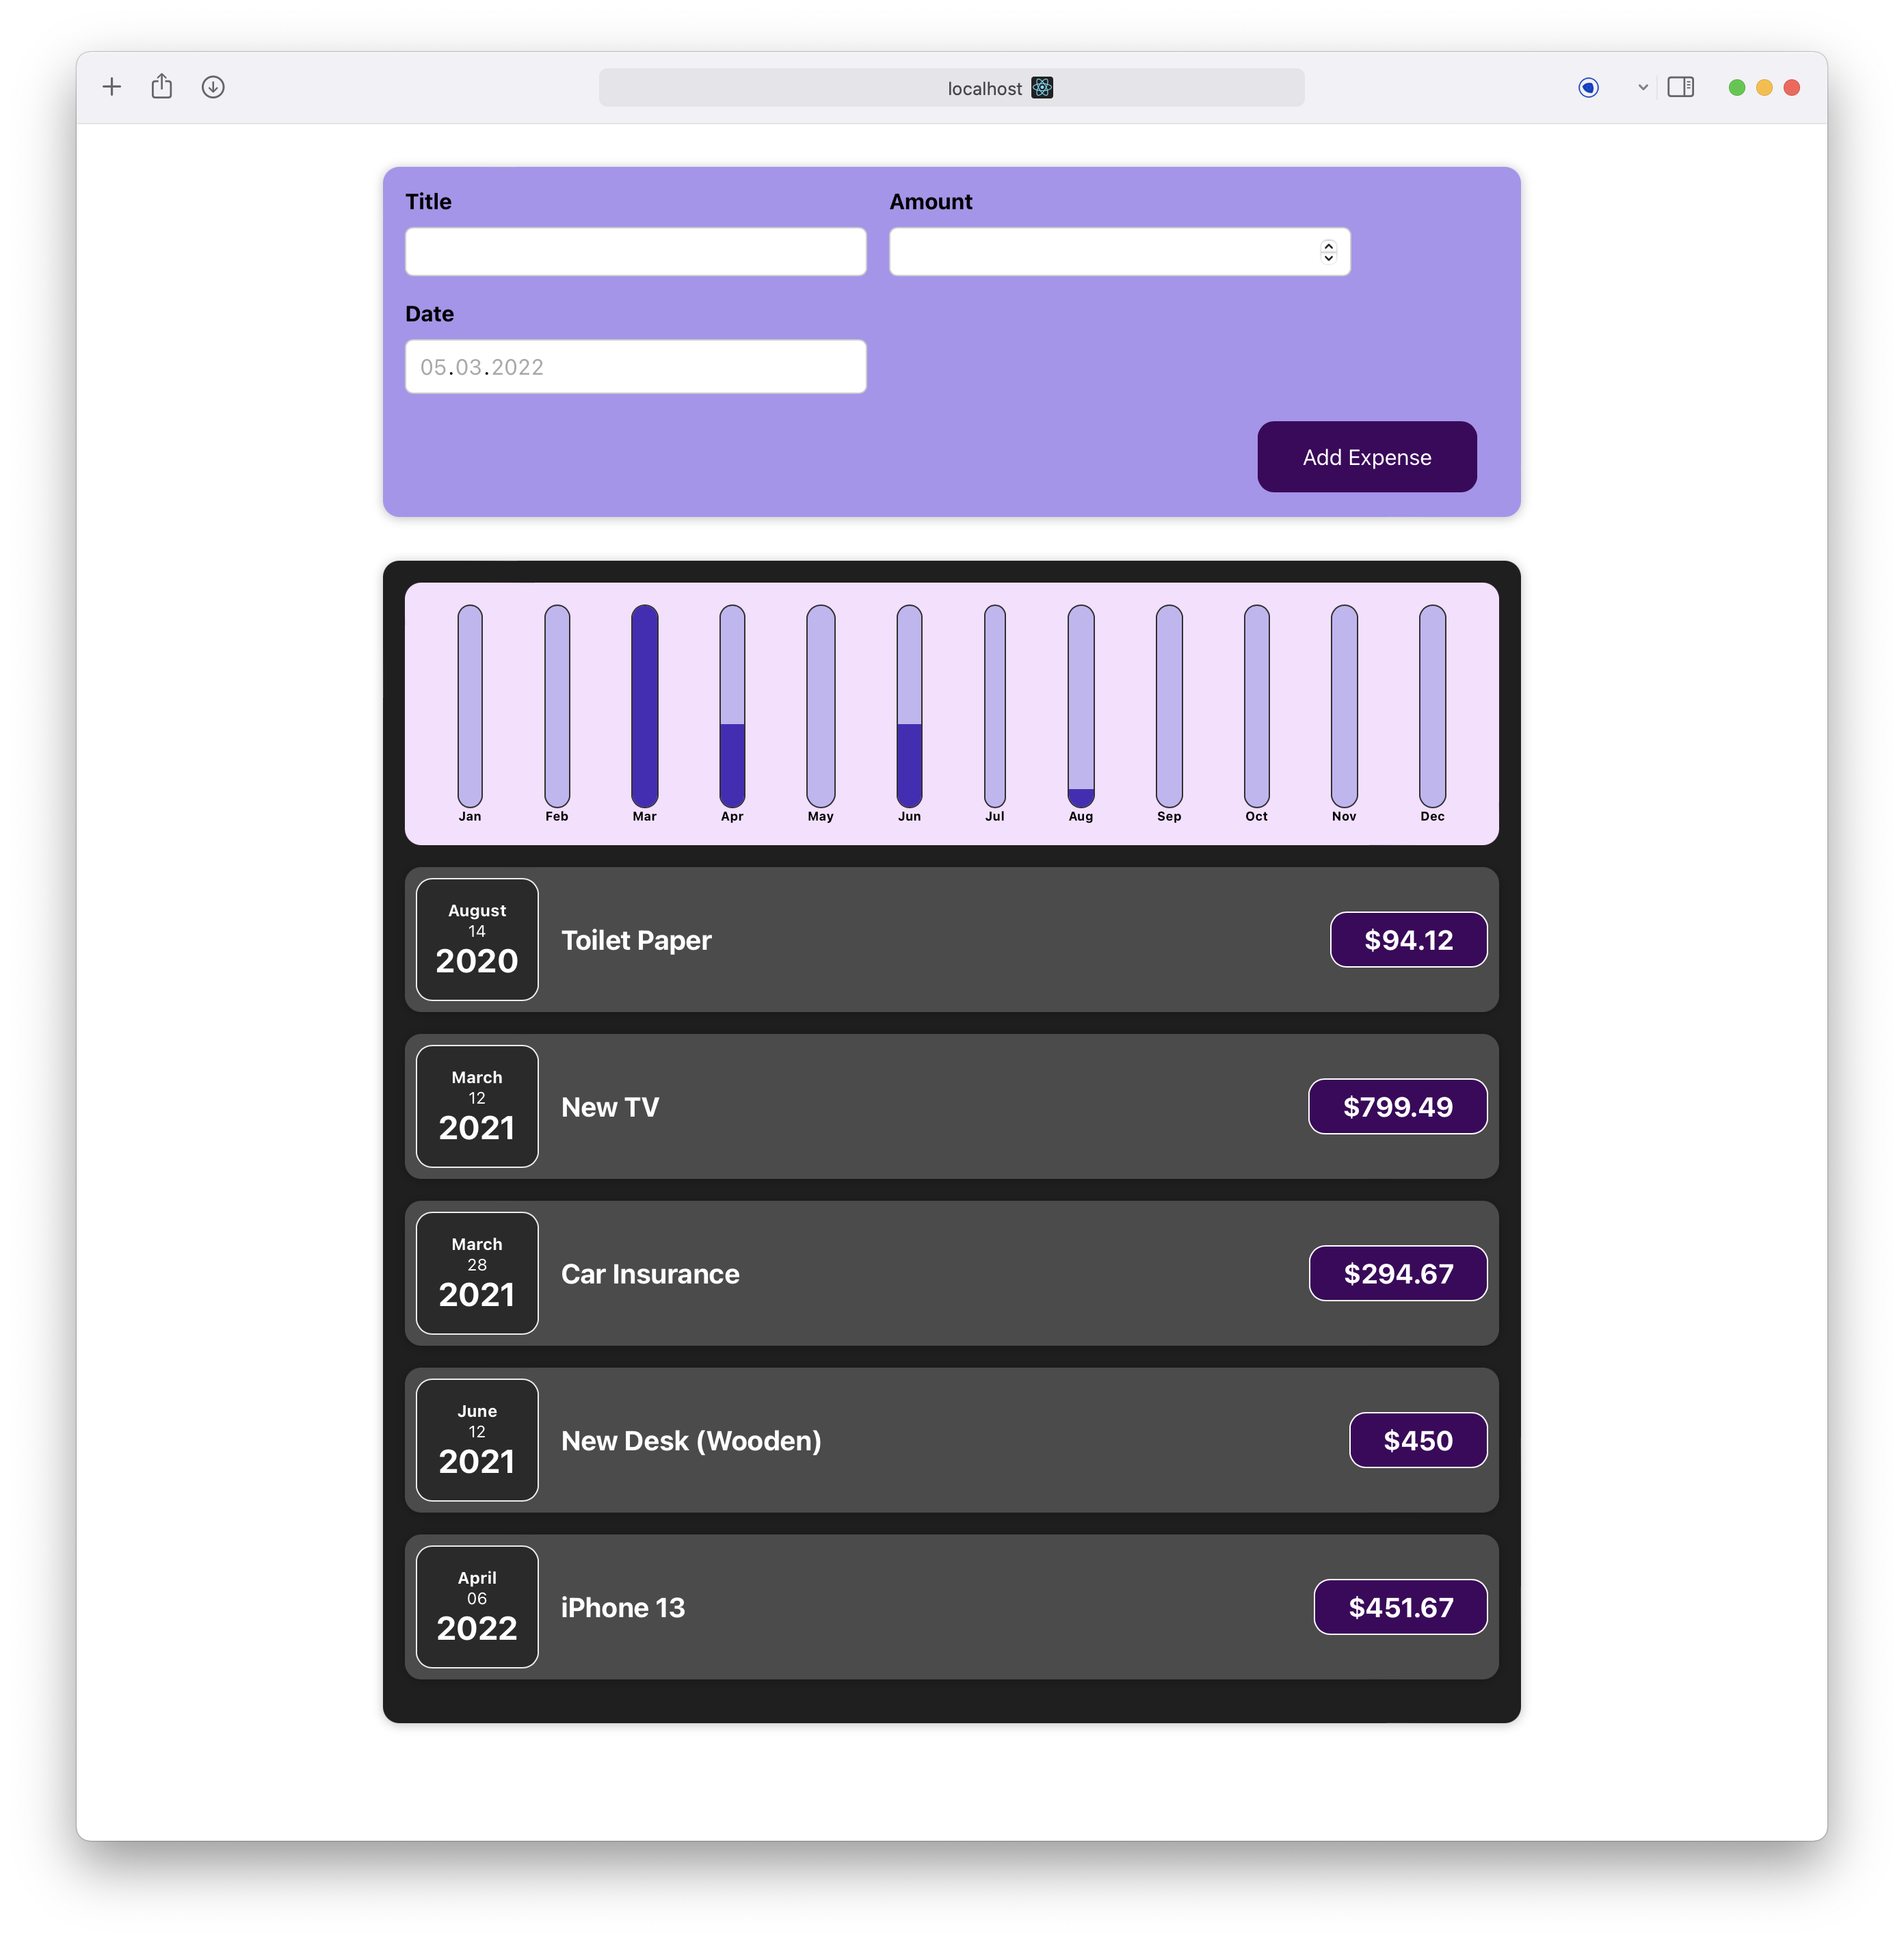 localhost
Title
Amount
Date
05.03.2022
Add Expense
Jan Feb Mar Apr May Jun Jul Aug Sep Oct Nov Dec
August
14
2020
Toilet Paper
$94.12
March
12
2021
New TV
$799.49
March
28
2021
Car Insurance
$294.67
June
12
2021
New Desk (Wooden)
$450
April
06
2022
iPhone 13
$451.67